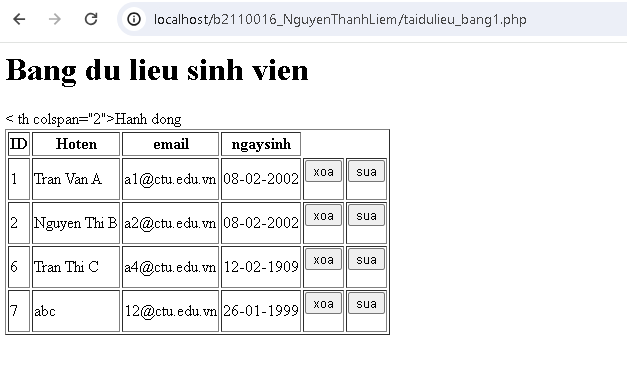 localhost/b2110016_NguyenThanhLiem/taidulieu_bang1.php
Bang du lieu sinh vien
< th colspan="2">Hanh dong
ID Hoten email ngaysinh
1 Tran Van A a1@ctu.edu.vn 08-02-2002 xoa sua
2 Nguyen Thi B a2@ctu.edu.vn 08-02-2002 xoa sua
6 Tran Thi C a4@ctu.edu.vn 12-02-1909 xoa sua
7 abc 12@ctu.edu.vn 26-01-1999 xoa sua